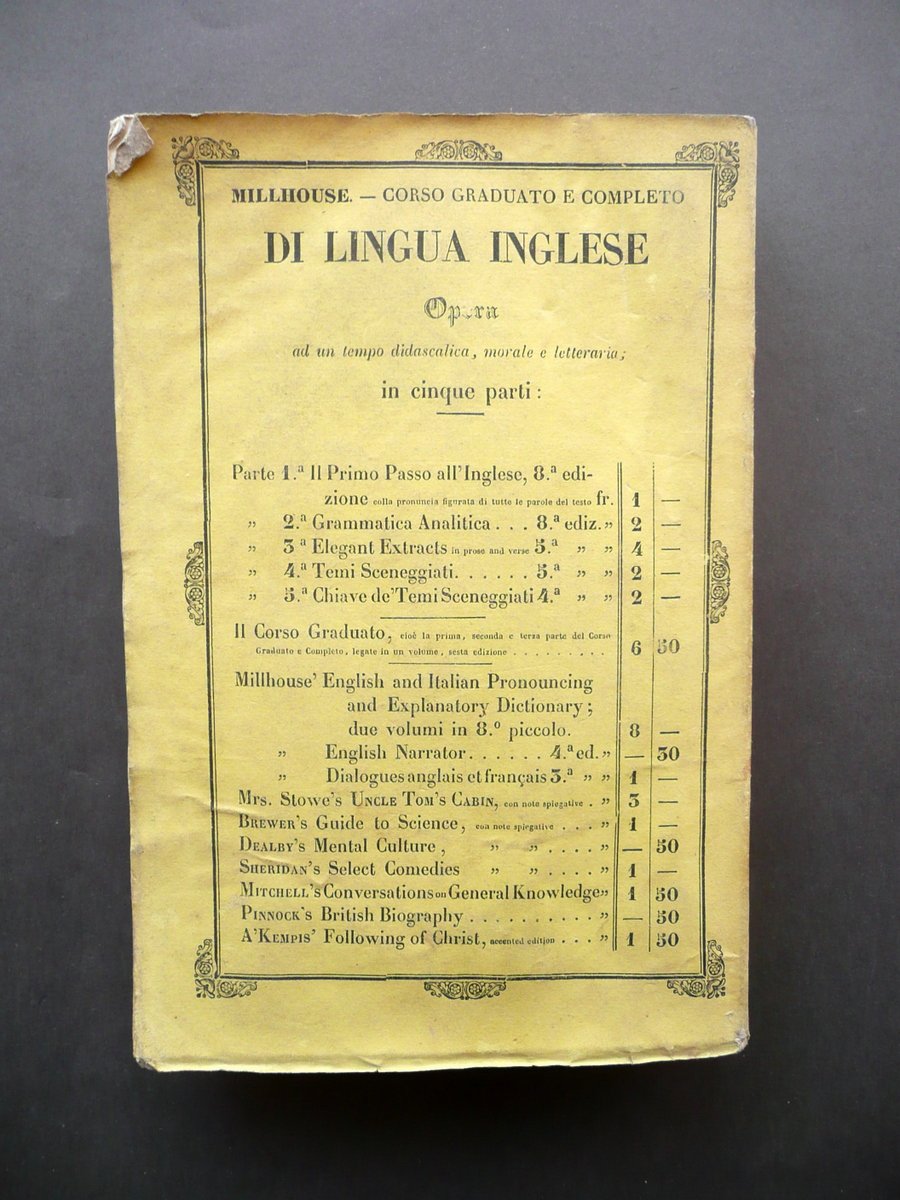 MILLHOUSE. — CORSO GRADUATO E COMPLETO
DI LINGUA INGLESE
Opera
ad un tempo didascalica, morale e letteraria;
in cinque parti:
Parte 1.ª Il Primo Passo all'Inglese, 8.ª edi-
zione colla pronuncia figurata di tutte le parole del testo fr. 1 —
„ 2.ª Grammatica Analitica . . . 8.ª ediz. „ 2 —
„ 3ª Elegant Extracts in prose and verse 5.ª „ „ 4 —
„ 4.ª Temi Sceneggiati. . . . . . 5.ª „ „ 2 —
„ 5.ª Chiave de' Temi Sceneggiati 4.ª „ „ 2 —
Il Corso Graduato, cioè la prima, seconda e terza parte del Corso
Graduato e Completo, legate in un volume, sesta edizione . . . . . . . . . 6 50
Millhouse' English and Italian Pronouncing
and Explanatory Dictionary;
due volumi in 8.º piccolo. 8 —
„ English Narrator. . . . . . 4.ª ed. „ — 30
„ Dialogues anglais et français 3.ª „ „ 1 —
Mrs. Stowe's UNCLE TOM'S CABIN, con note spiegative . „ 3 —
BREWER'S Guide to Science, con note spiegative . . . . „ 1 —
DEALBY'S Mental Culture, „ „ . . . . „ — 50
SHERIDAN'S Select Comedies „ „ . . . . „ 1 —
MITCHELL'S Conversations on General Knowledge „ 1 50
PINNOCK'S British Biography . . . . . . . . . . „ — 50
A'KEMPIS' Following of Christ, accented edition . . . „ 1 50